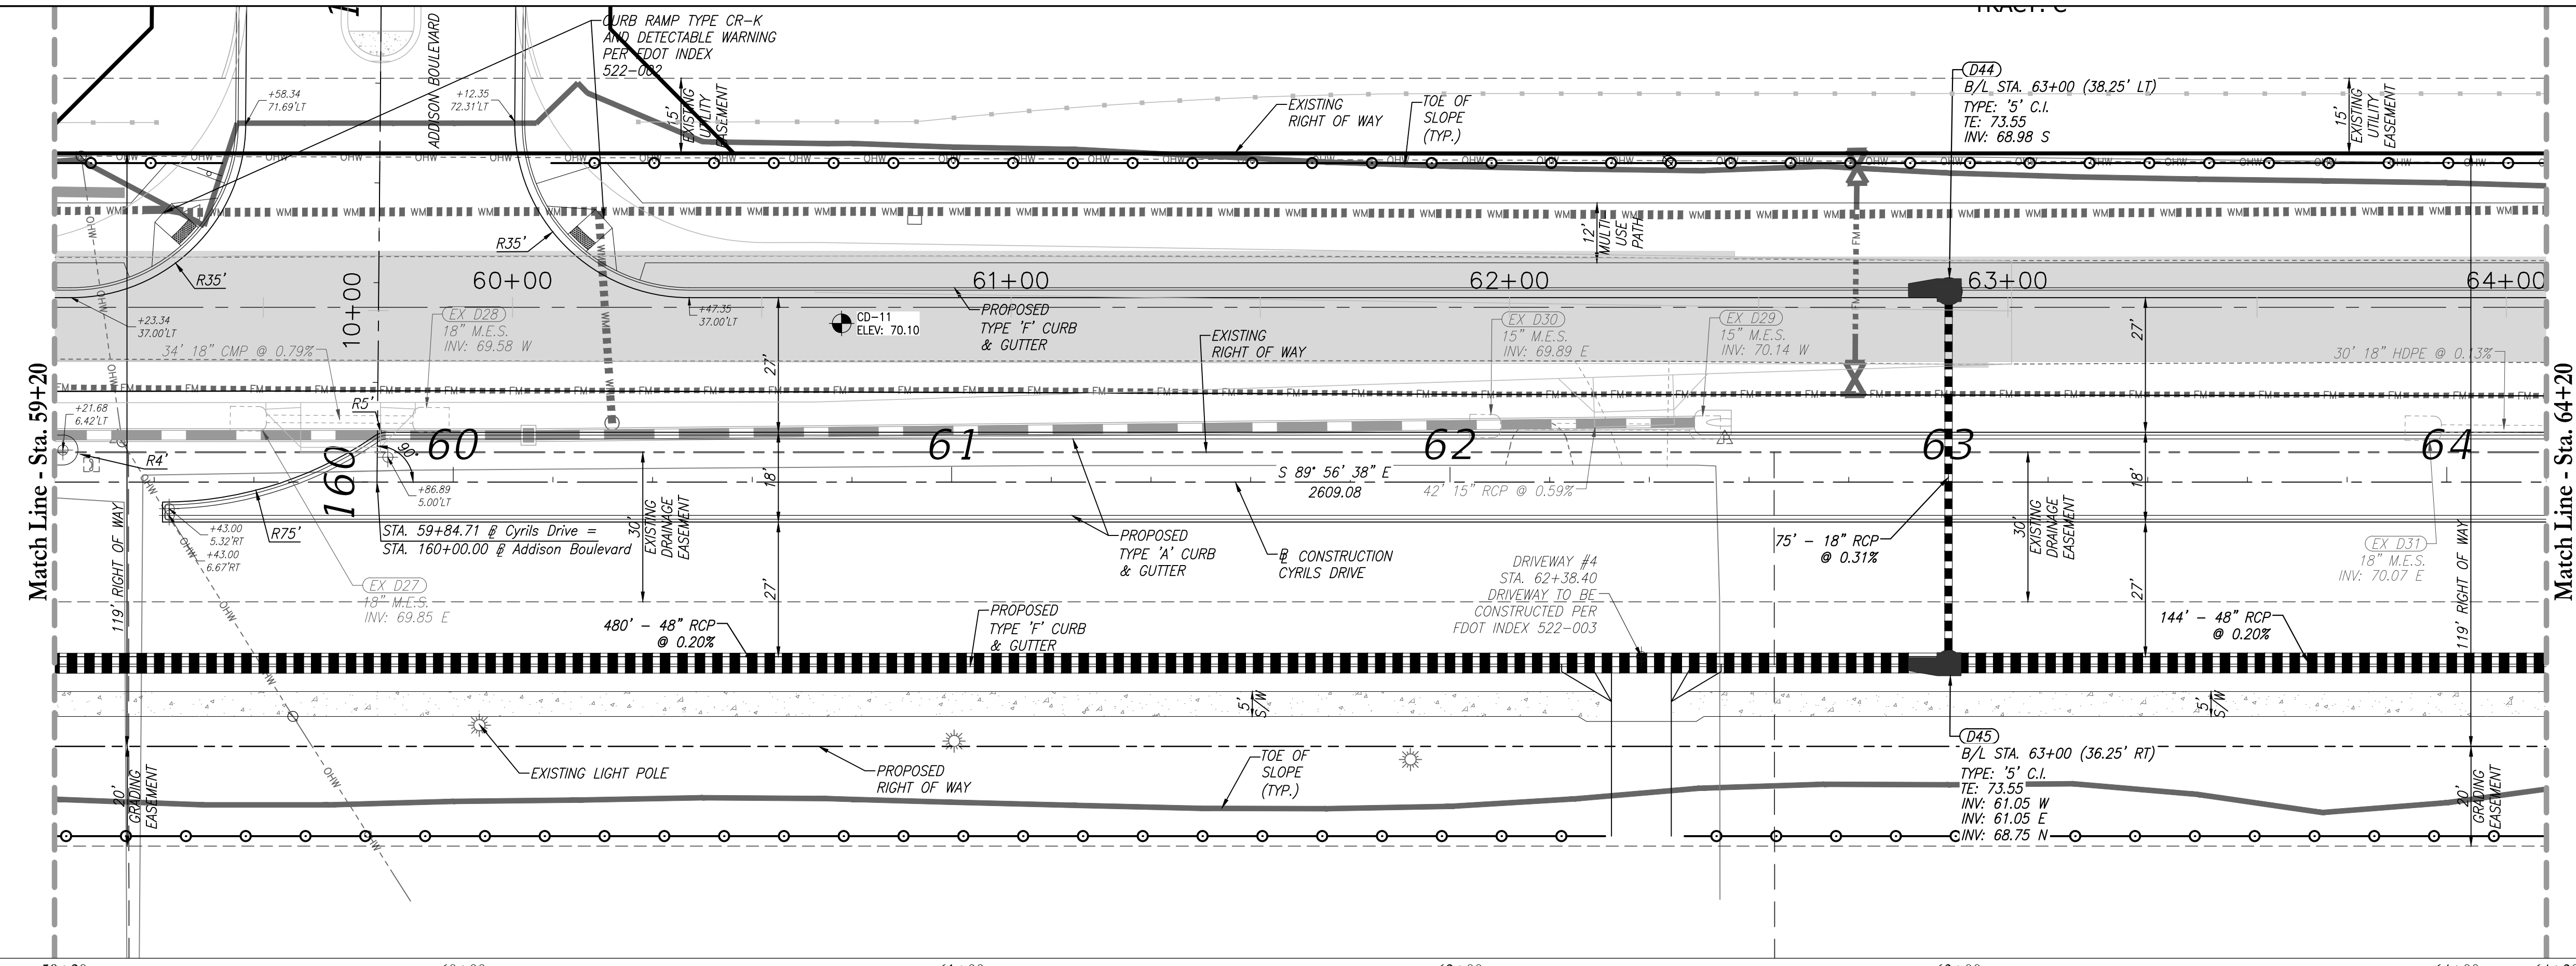 TRACT: C
CURB RAMP TYPE CR-K
AND DETECTABLE WARNING
PER FDOT INDEX
522-002
ADDISON BOULEVARD
+58.34
71.69'LT
+12.35
72.31'LT
15'
EXISTING
UTILITY
EASEMENT
EXISTING
RIGHT OF WAY
TOE OF
SLOPE
(TYP.)
D44
B/L STA. 63+00 (38.25' LT)
TYPE: '5' C.I.
TE: 73.55
INV: 68.98 S
15'
EXISTING
UTILITY
EASEMENT
OHW
WM
R35'
R35'
12'
MULTI
USE
PATH
FM
10+00
60+00
61+00
62+00
63+00
64+00
+23.34
37.00'LT
34' 18" CMP @ 0.79%
EX D28
18" M.E.S.
INV: 69.58 W
+47.35
37.00'LT
CD-11
ELEV: 70.10
PROPOSED
TYPE 'F' CURB
& GUTTER
EXISTING
RIGHT OF WAY
EX D30
15" M.E.S.
INV: 69.89 E
EX D29
15" M.E.S.
INV: 70.14 W
27'
27'
30' 18" HDPE @ 0.13%
Match Line - Sta. 59+20
Match Line - Sta. 64+20
+21.68
6.42'LT
R4'
R5'
90°
160
60
61
62
63
64
+86.89
5.00'LT
18'
18'
S 89° 56' 38" E
2609.08
42' 15" RCP @ 0.59%
119' RIGHT OF WAY
+43.00
5.32'RT
+43.00
6.67'RT
R75'
STA. 59+84.71 ⅊ Cyrils Drive =
STA. 160+00.00 ⅊ Addison Boulevard
30'
EXISTING
DRAINAGE
EASEMENT
PROPOSED
TYPE 'A' CURB
& GUTTER
⅊ CONSTRUCTION
CYRILS DRIVE
DRIVEWAY #4
STA. 62+38.40
DRIVEWAY TO BE
CONSTRUCTED PER
FDOT INDEX 522-003
75' - 18" RCP
@ 0.31%
30'
EXISTING
DRAINAGE
EASEMENT
EX D31
18" M.E.S.
INV: 70.07 E
119' RIGHT OF WAY
EX D27
18" M.E.S.
INV: 69.85 E
27'
27'
480' - 48" RCP
@ 0.20%
PROPOSED
TYPE 'F' CURB
& GUTTER
144' - 48" RCP
@ 0.20%
5'
S/W
5'
S/W
20'
GRADING
EASEMENT
EXISTING LIGHT POLE
PROPOSED
RIGHT OF WAY
TOE OF
SLOPE
(TYP.)
D45
B/L STA. 63+00 (36.25' RT)
TYPE: '5' C.I.
TE: 73.55
INV: 61.05 W
INV: 61.05 E
INV: 68.75 N
20'
GRADING
EASEMENT